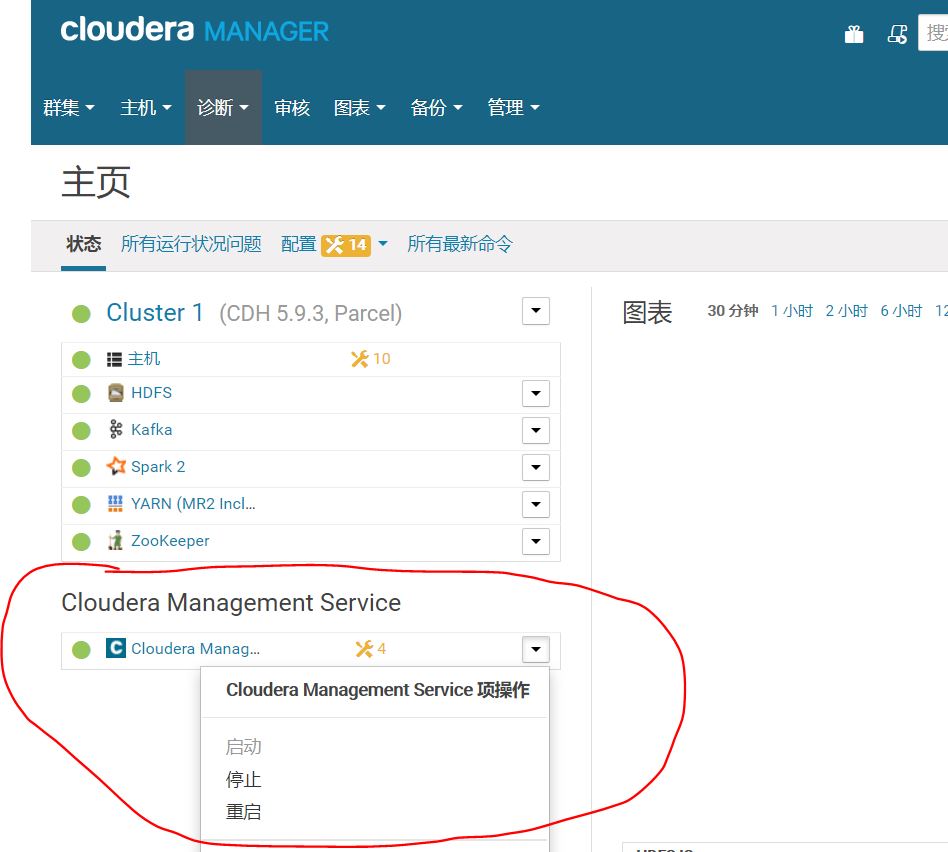 cloudera MANAGER
搜索
群集 主机 诊断 审核 图表 备份 管理
主页
状态 所有运行状况问题 配置 14 所有最新命令
Cluster 1 (CDH 5.9.3, Parcel)
图表 30 分钟 1 小时 2 小时 6 小时 12
主机 10
HDFS
Kafka
Spark 2
YARN (MR2 Incl...
ZooKeeper
Cloudera Management Service
C Cloudera Manag... 4
Cloudera Management Service 项操作
启动
停止
重启